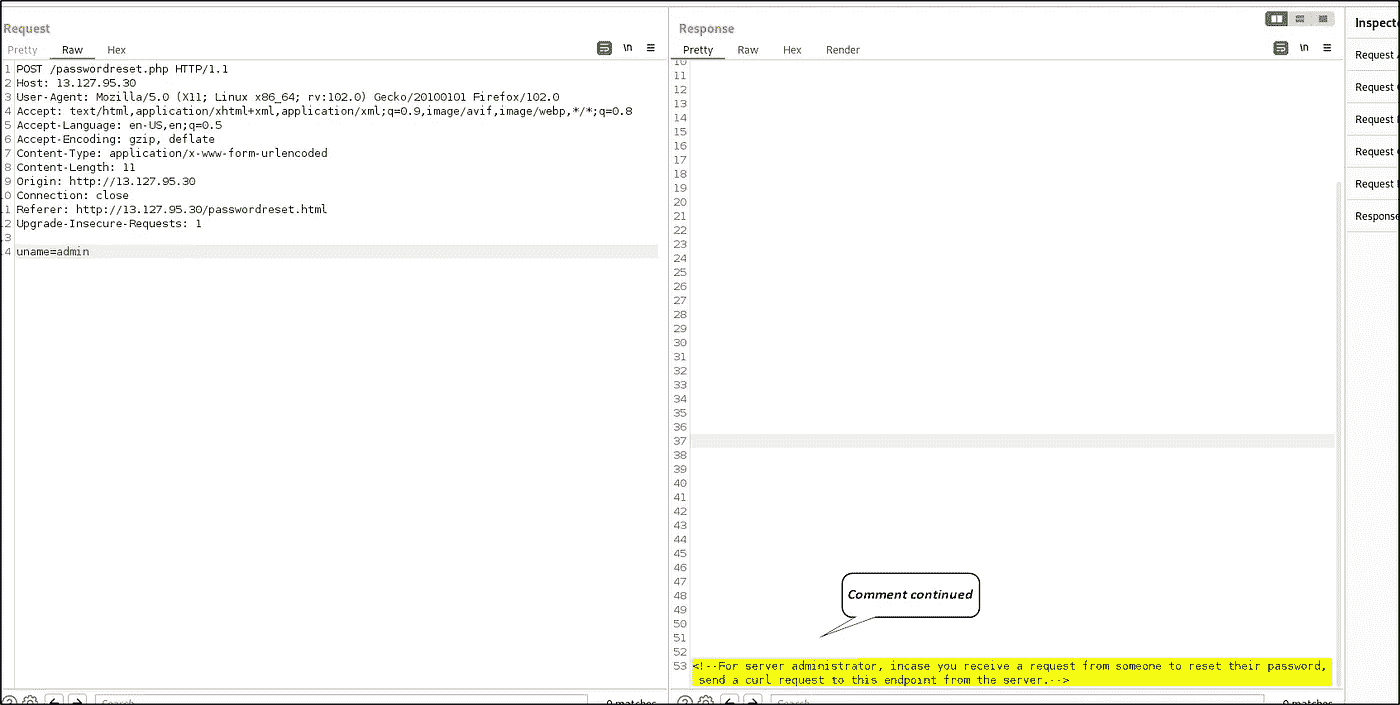 Request
Pretty Raw Hex
\n
1 POST /passwordreset.php HTTP/1.1
2 Host: 13.127.95.30
3 User-Agent: Mozilla/5.0 (X11; Linux x86_64; rv:102.0) Gecko/20100101 Firefox/102.0
4 Accept: text/html,application/xhtml+xml,application/xml;q=0.9,image/avif,image/webp,*/*;q=0.8
5 Accept-Language: en-US,en;q=0.5
6 Accept-Encoding: gzip, deflate
7 Content-Type: application/x-www-form-urlencoded
8 Content-Length: 11
9 Origin: http://13.127.95.30
0 Connection: close
1 Referer: http://13.127.95.30/passwordreset.html
2 Upgrade-Insecure-Requests: 1
3
4 uname=admin
Search
0 matches
Response
Pretty Raw Hex Render
\n
10
11
12
13
14
15
16
17
18
19
20
21
22
23
24
25
26
27
28
29
30
31
32
33
34
35
36
37
38
39
40
41
42
43
44
45
46
47
48
49
50
51
52
Comment continued
53 <!--For server administrator, incase you receive a request from someone to reset their password,
send a curl request to this endpoint from the server.-->
Search
0 matches
Inspect
Request
Request
Request
Request
Request
Response